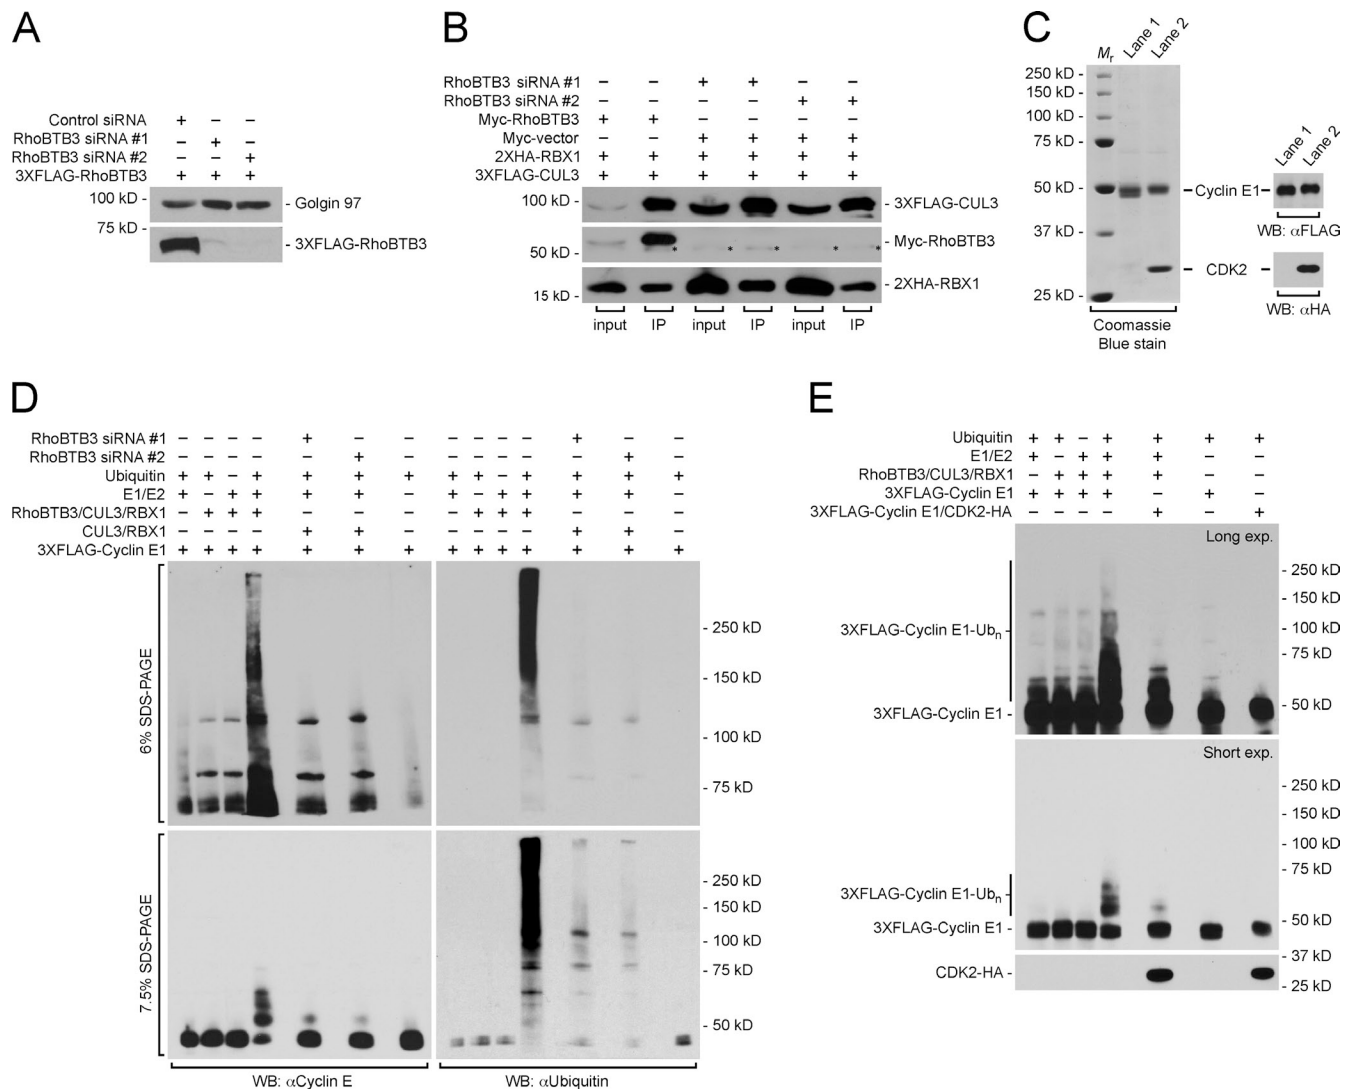 A
Control siRNA + – –
RhoBTB3 siRNA #1 – + –
RhoBTB3 siRNA #2 – – +
3XFLAG-RhoBTB3 + + +
100 kD -
- Golgin 97
75 kD -
- 3XFLAG-RhoBTB3
B
RhoBTB3 siRNA #1 – – + + – –
RhoBTB3 siRNA #2 – – – – + +
Myc-RhoBTB3 + + – – – –
Myc-vector – – + + + +
2XHA-RBX1 + + + + + +
3XFLAG-CUL3 + + + + + +
100 kD -
- 3XFLAG-CUL3
- Myc-RhoBTB3
50 kD -
* * * * *
- 2XHA-RBX1
15 kD -
input IP input IP input IP
C
Mr Lane 1 Lane 2
250 kD -
150 kD -
100 kD -
75 kD -
50 kD -
37 kD -
25 kD -
Coomassie
Blue stain
Lane 1 Lane 2
– Cyclin E1 –
WB: αFLAG
– CDK2 –
WB: αHA
D
RhoBTB3 siRNA #1 – – – – + – – – – – – + – –
RhoBTB3 siRNA #2 – – – – – + – – – – – – + –
Ubiquitin – + + + + + + – + + + + + +
E1/E2 + – + + + + – + – + + + + –
RhoBTB3/CUL3/RBX1 – + + + – – – – + + + – – –
CUL3/RBX1 – – – – + + – – – – – + + –
3XFLAG-Cyclin E1 + + + + + + + + + + + + + +
6% SDS-PAGE
- 250 kD
- 150 kD
- 100 kD
- 75 kD
7.5% SDS-PAGE
- 250 kD
- 150 kD
- 100 kD
- 75 kD
- 50 kD
WB: αCyclin E
WB: αUbiquitin
E
Ubiquitin + + – + + + +
E1/E2 + – + + + – –
RhoBTB3/CUL3/RBX1 – + + + + – –
3XFLAG-Cyclin E1 + + + + – + –
3XFLAG-Cyclin E1/CDK2-HA – – – – + – +
Long exp.
- 250 kD
- 150 kD
- 100 kD
- 75 kD
- 50 kD
3XFLAG-Cyclin E1-Ubn
3XFLAG-Cyclin E1 -
Short exp.
- 250 kD
- 150 kD
- 100 kD
- 75 kD
- 50 kD
3XFLAG-Cyclin E1-Ubn
3XFLAG-Cyclin E1 -
- 37 kD
CDK2-HA -
- 25 kD